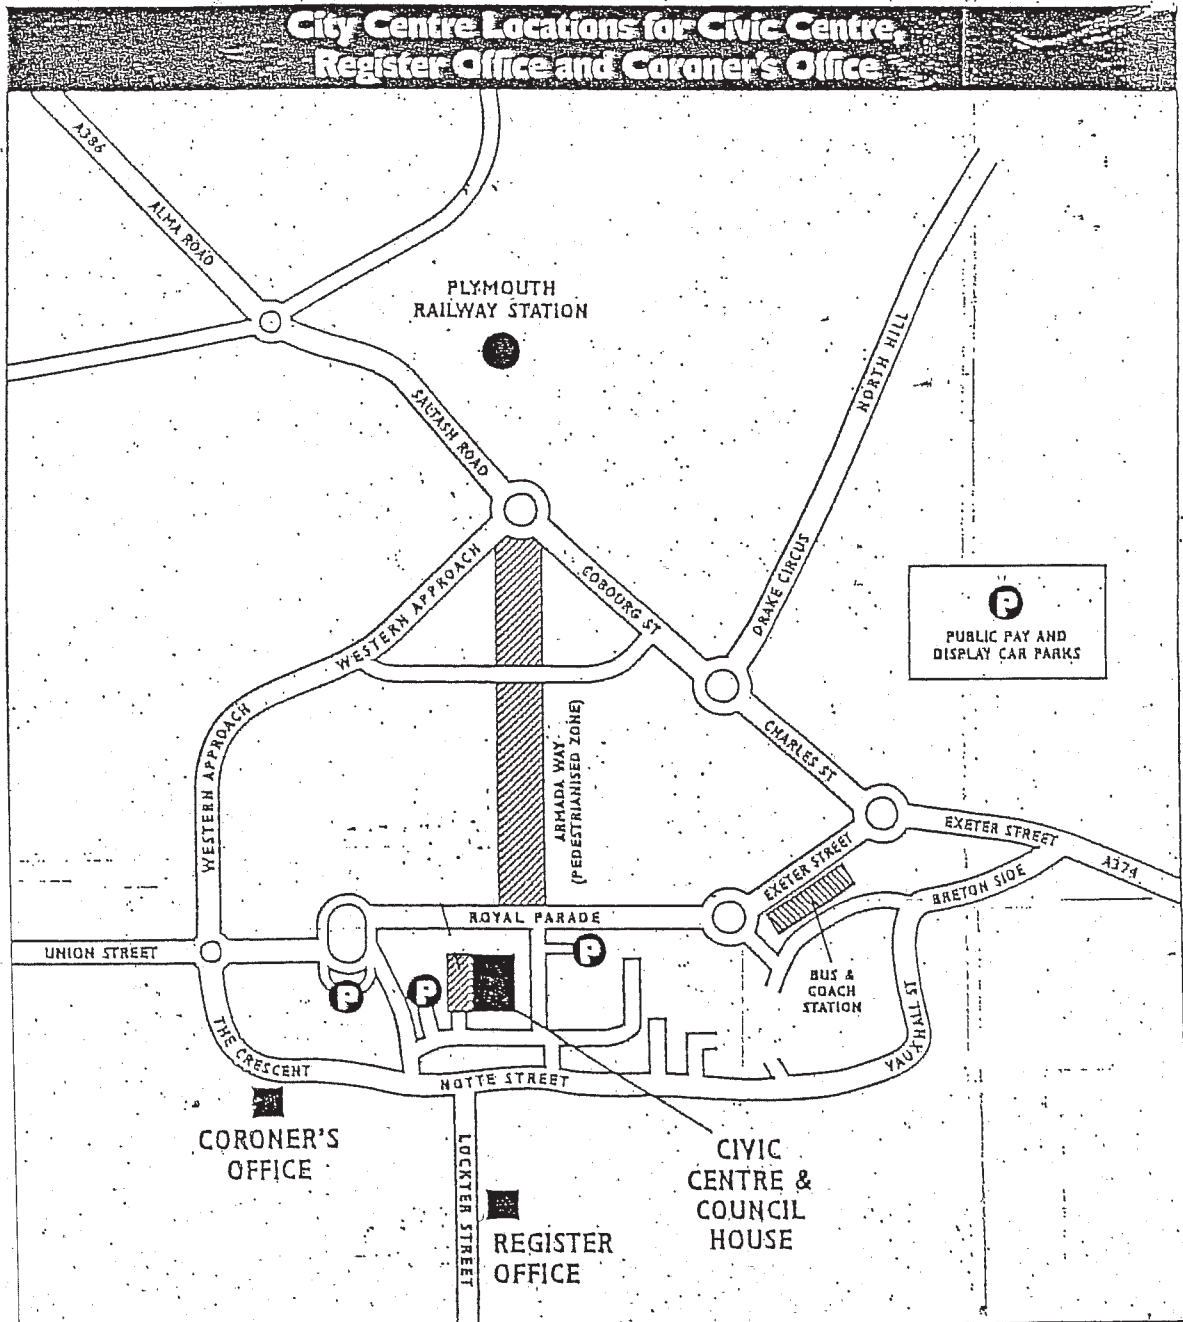 City Centre Locations for Civic Centre,
Register Office and Coroner's Office
A386
ALMA ROAD
PLYMOUTH
RAILWAY STATION
SALTASH ROAD
NORTH HILL
WESTERN APPROACH
COBOURG ST
DRAKE CIRCUS
P
PUBLIC PAY AND
DISPLAY CAR PARKS
WESTERN APPROACH
ARMADA WAY
(PEDESTRIANISED ZONE)
CHARLES ST
EXETER STREET
A374
EXETER STREET
BRETON SIDE
ROYAL PARADE
UNION STREET
P
P
P
BUS &
COACH
STATION
THE CRESCENT
NOTTE STREET
VAUXHALL ST
CORONER'S
OFFICE
LOCKYER STREET
CIVIC
CENTRE &
COUNCIL
HOUSE
REGISTER
OFFICE